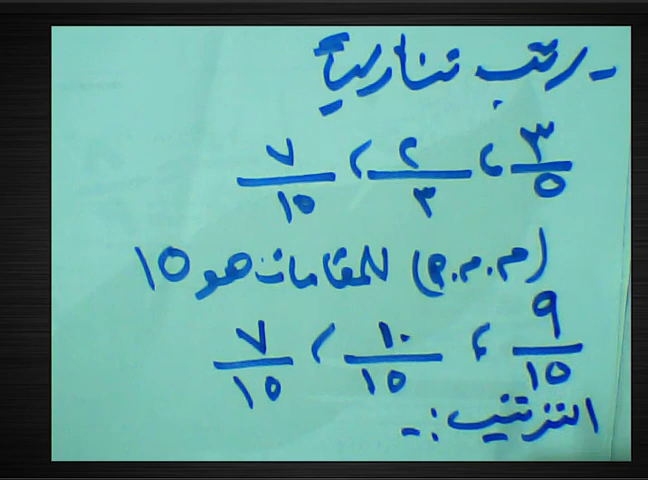 - رتب تنازلياً
٣/٥ ، ٢/٣ ، ٧/١٥
(م.م.م) للمقامات هو ١٥
٩/١٥ ، ١٠/١٥ ، ٧/١٥
الترتيب :-